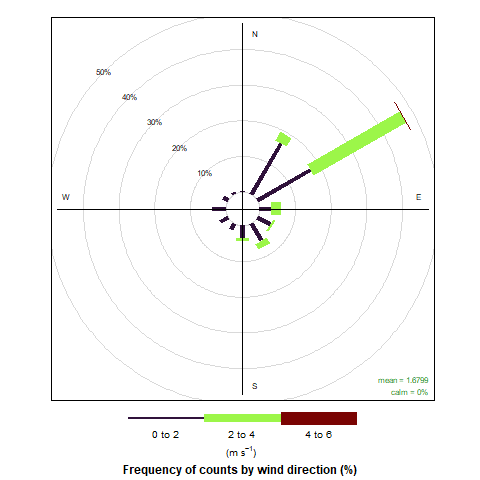 N
50%
40%
30%
20%
10%
W
E
S
mean = 1.6799
calm = 0%
0 to 2
2 to 4
4 to 6
(m s⁻¹)
Frequency of counts by wind direction (%)